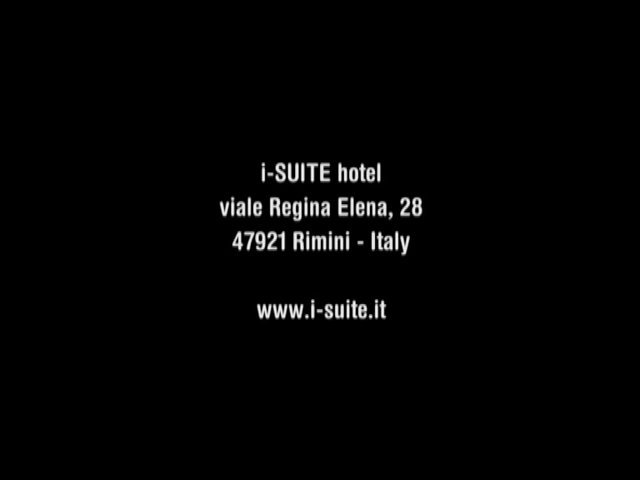 i-SUITE hotel
viale Regina Elena, 28
47921 Rimini - Italy
www.i-suite.it